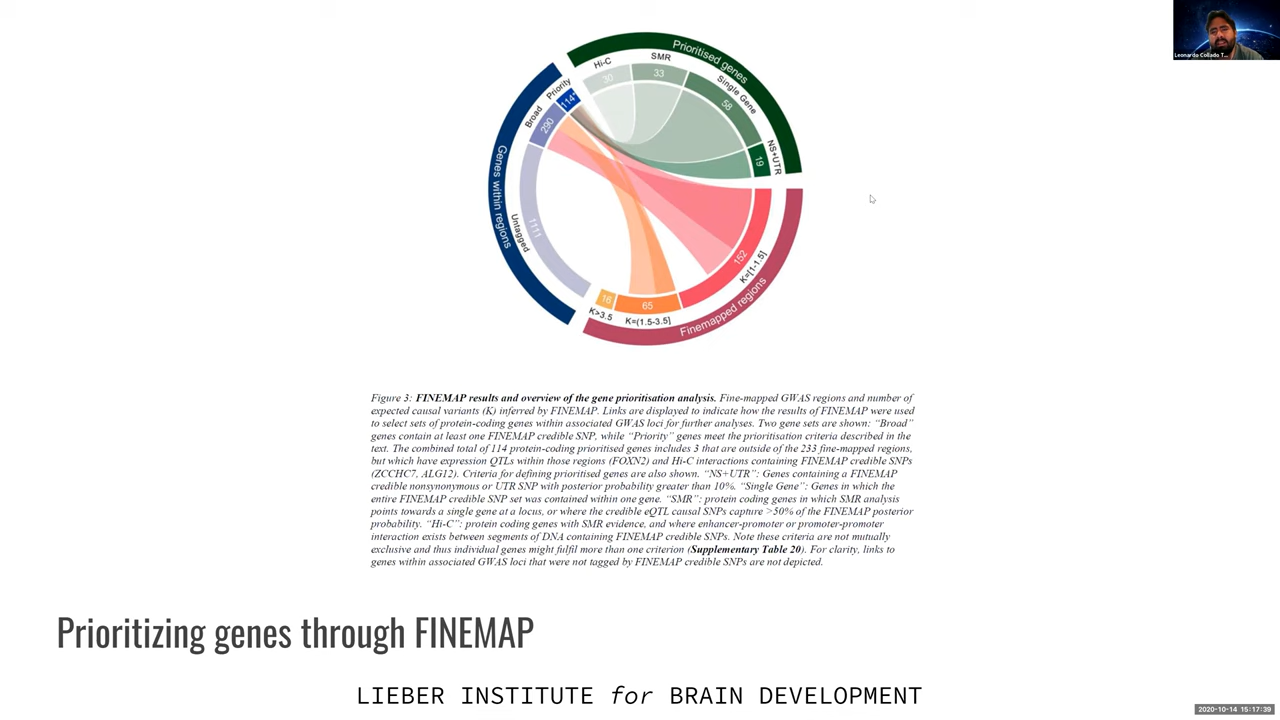 Prioritised genes
Hi-C
SMR
Single Gene
NS+UTR
30
33
58
19
Genes within regions
Priority
Broad
Untagged
114*
290
1111
Finemapped regions
K>3.5
K=(1.5-3.5]
K=[1-1.5]
16
65
152
Leonardo Collado T...
Figure 3: FINEMAP results and overview of the gene prioritisation analysis. Fine-mapped GWAS regions and number of
expected causal variants (K) inferred by FINEMAP. Links are displayed to indicate how the results of FINEMAP were used
to select sets of protein-coding genes within associated GWAS loci for further analyses. Two gene sets are shown: “Broad”
genes contain at least one FINEMAP credible SNP, while “Priority” genes meet the prioritisation criteria described in the
text. The combined total of 114 protein-coding prioritised genes includes 3 that are outside of the 233 fine-mapped regions,
but which have expression QTLs within those regions (FOXN2) and Hi-C interactions containing FINEMAP credible SNPs
(ZCCHC7, ALG12). Criteria for defining prioritised genes are also shown. “NS+UTR”: Genes containing a FINEMAP
credible nonsynonymous or UTR SNP with posterior probability greater than 10%. “Single Gene”: Genes in which the
entire FINEMAP credible SNP set was contained within one gene. “SMR”: protein coding genes in which SMR analysis
points towards a single gene at a locus, or where the credible eQTL causal SNPs capture >50% of the FINEMAP posterior
probability. “Hi-C”: protein coding genes with SMR evidence, and where enhancer-promoter or promoter-promoter
interaction exists between segments of DNA containing FINEMAP credible SNPs. Note these criteria are not mutually
exclusive and thus individual genes might fulfil more than one criterion (Supplementary Table 20). For clarity, links to
genes within associated GWAS loci that were not tagged by FINEMAP credible SNPs are not depicted.
Prioritizing genes through FINEMAP
LIEBER INSTITUTE for BRAIN DEVELOPMENT
2020-10-14 15:17:39